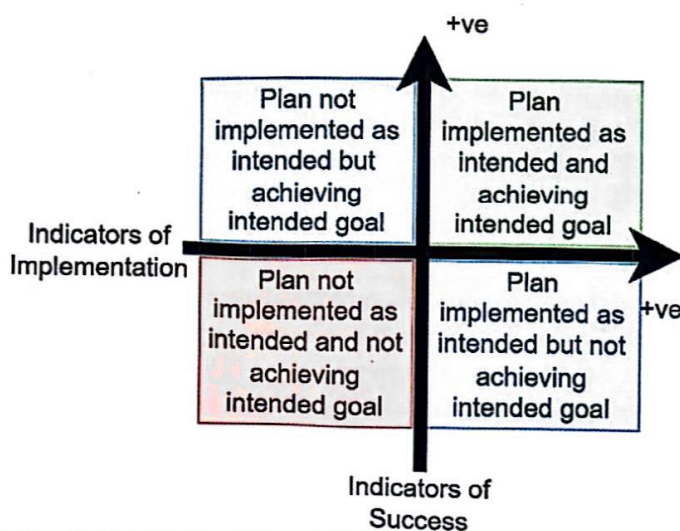 +ve
Plan not
implemented as
intended but
achieving
intended goal
Plan
implemented as
intended and
achieving
intended goal
Indicators of
Implementation
Plan not
implemented as
intended and not
achieving
intended goal
Plan
implemented as
intended but not
achieving
intended goal
+ve
Indicators of
Success